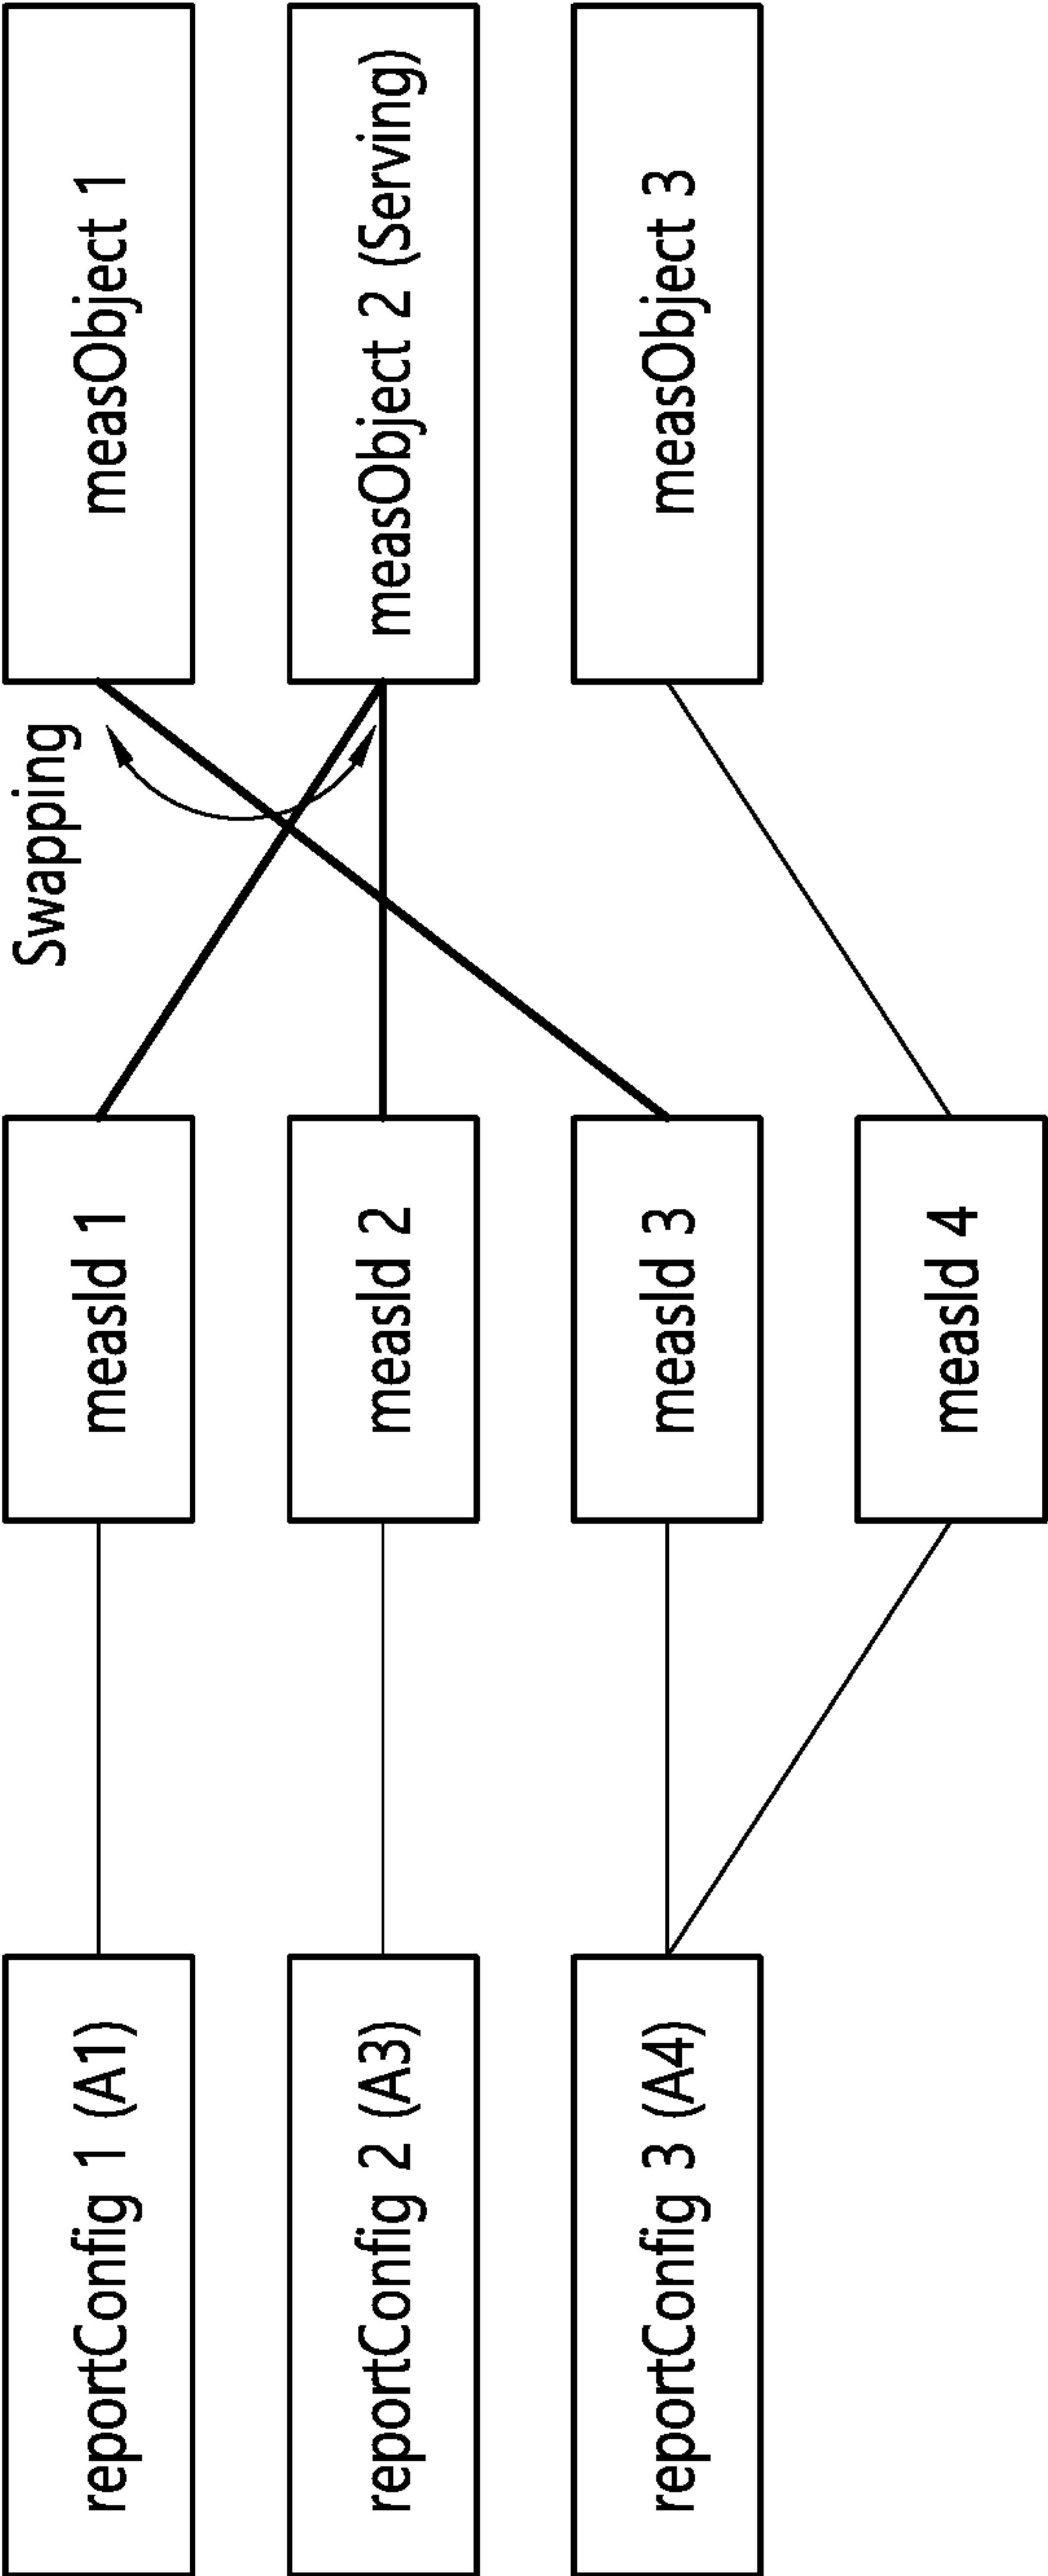 Swapping
reportConfig 1 (A1)
measId 1
measObject 1
reportConfig 2 (A3)
measId 2
measObject 2 (Serving)
reportConfig 3 (A4)
measId 3
measObject 3
measId 4